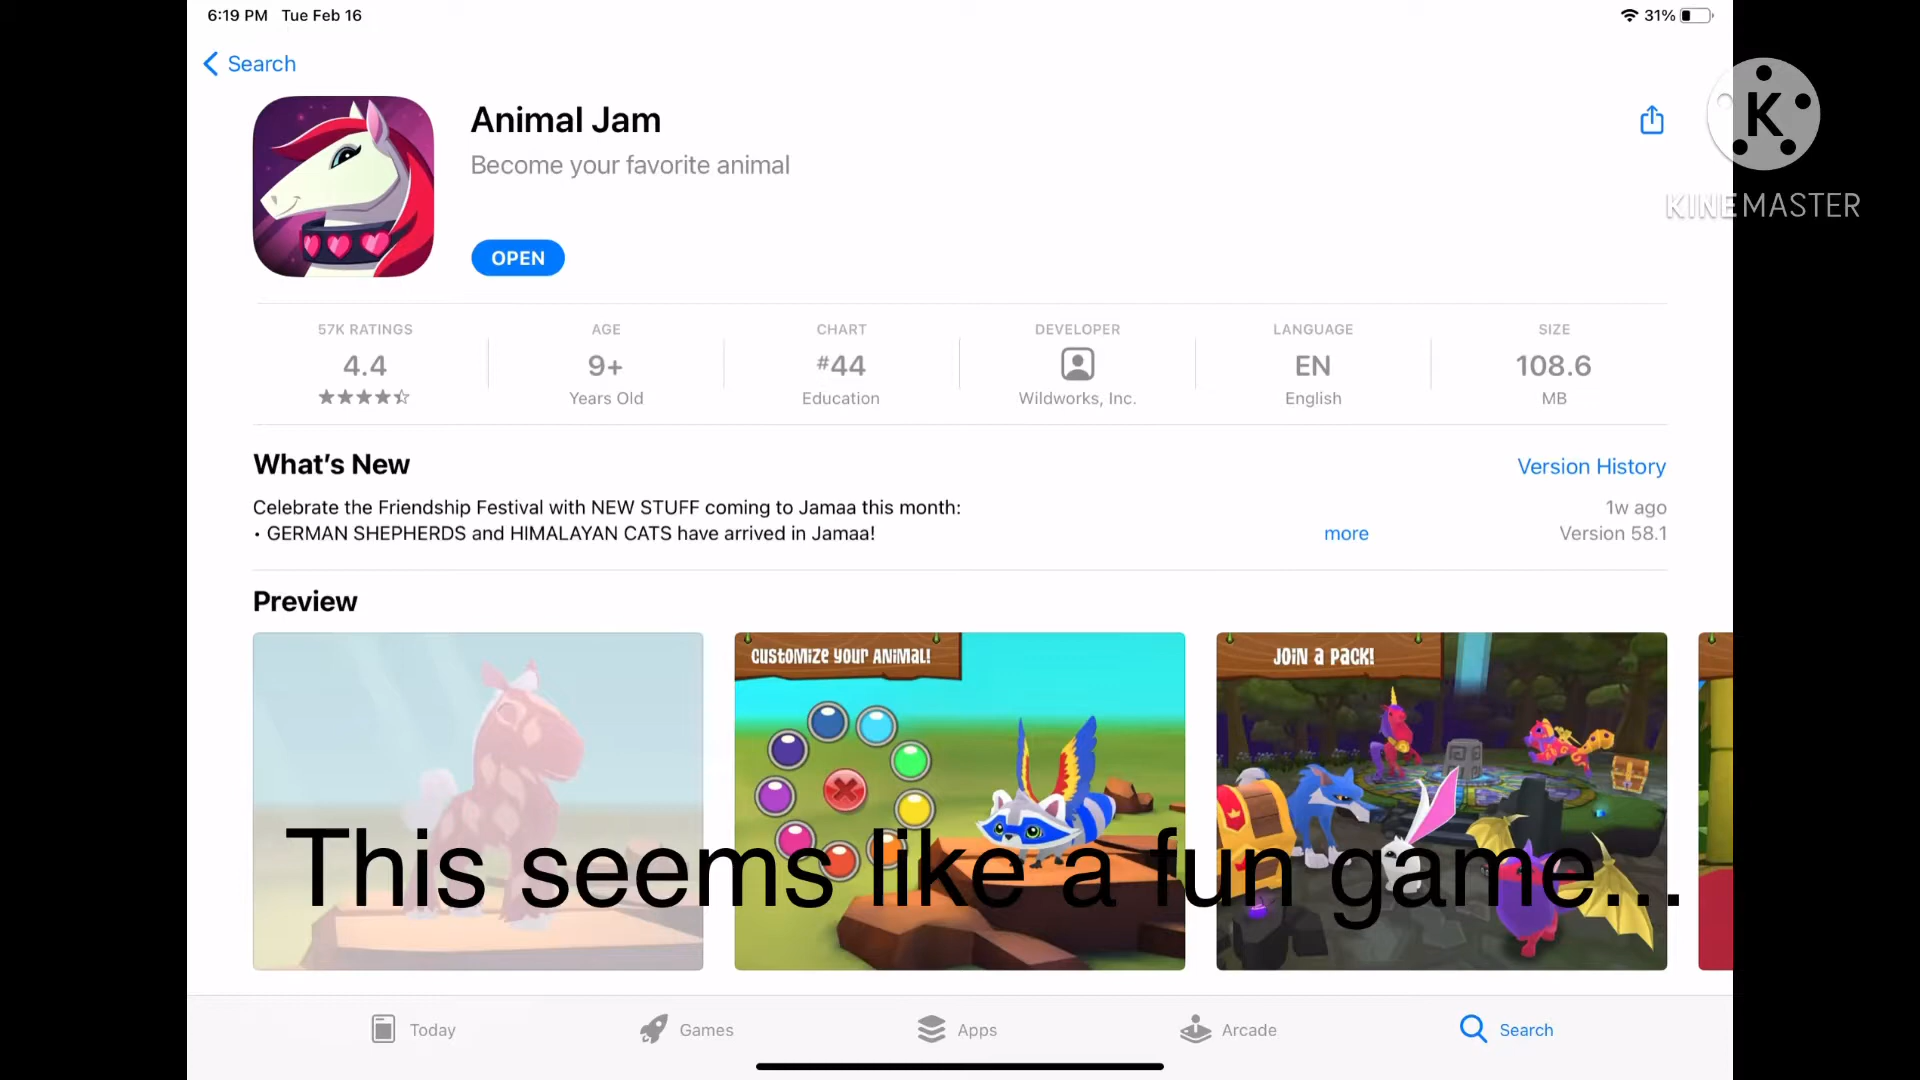 6:19 PM Tue Feb 16
31%
Search
Animal Jam
Become your favorite animal
OPEN
K
KINEMASTER
57K RATINGS
4.4
AGE
9+
Years Old
CHART
#44
Education
DEVELOPER
Wildworks, Inc.
LANGUAGE
EN
English
SIZE
108.6
MB
What's New
Version History
Celebrate the Friendship Festival with NEW STUFF coming to Jamaa this month:
• GERMAN SHEPHERDS and HIMALAYAN CATS have arrived in Jamaa!
more
1w ago
Version 58.1
Preview
CUSTOMIZE YOUR ANIMAL!
JOIN A PACK!
This seems like a fun game...
Today
Games
Apps
Arcade
Search